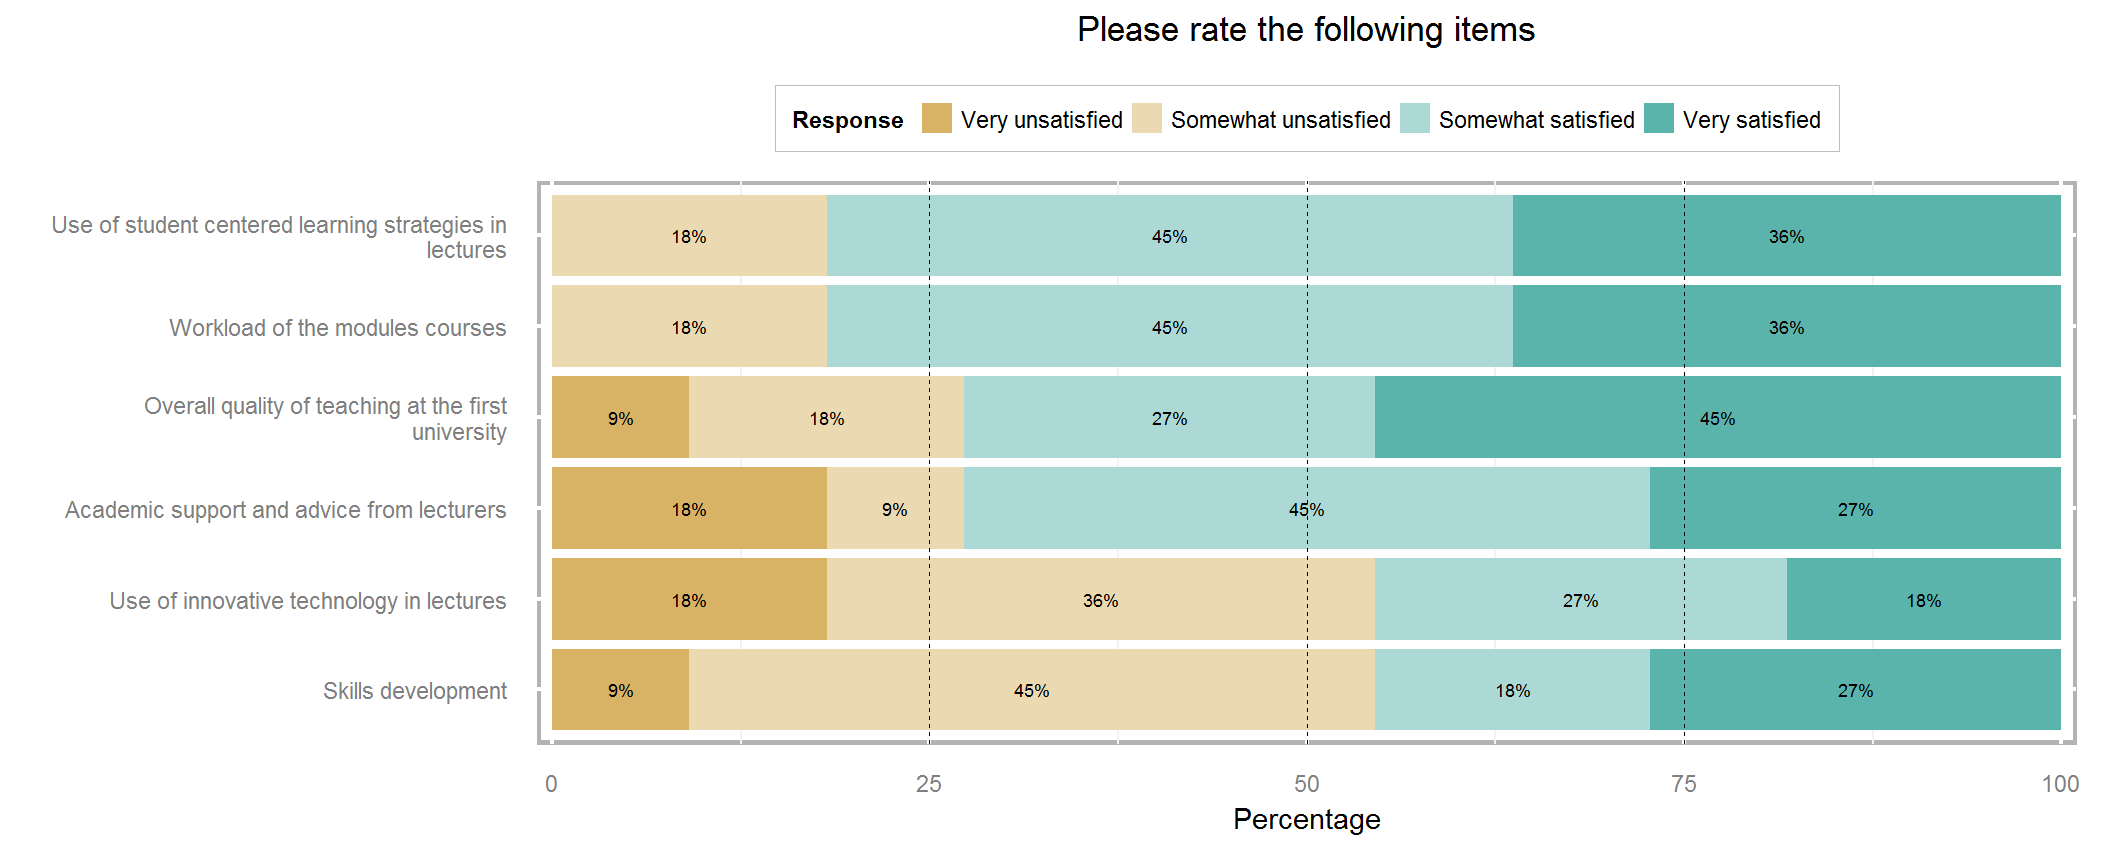 Please rate the following items
Response Very unsatisfied Somewhat unsatisfied Somewhat satisfied Very satisfied
Use of student centered learning strategies in
lectures
18% 45% 36%
Workload of the modules courses
18% 45% 36%
Overall quality of teaching at the first
university
9% 18% 27% 45%
Academic support and advice from lecturers
18% 9% 45% 27%
Use of innovative technology in lectures
18% 36% 27% 18%
Skills development
9% 45% 18% 27%
0 25 50 75 100
Percentage